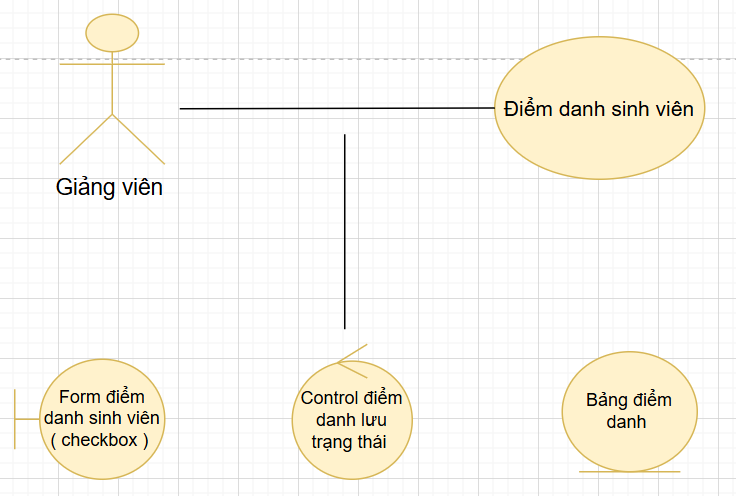 Điểm danh sinh viên
Giảng viên
Form điểm
danh sinh viên
( checkbox )
Control điểm
danh lưu
trạng thái
Bảng điểm
danh